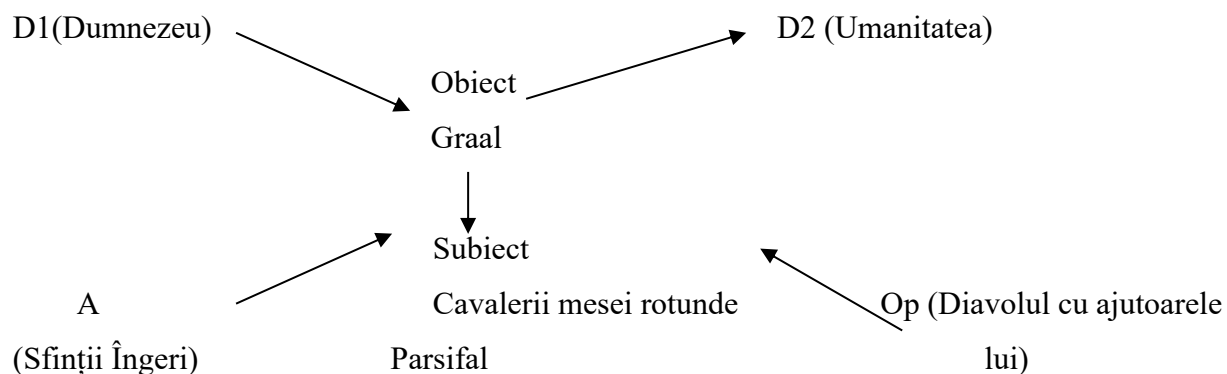 D1(Dumnezeu) D2 (Umanitatea)
Obiect
Graal
Subiect
A Cavalerii mesei rotunde Op (Diavolul cu ajutoarele
(Sfinții Îngeri) Parsifal lui)